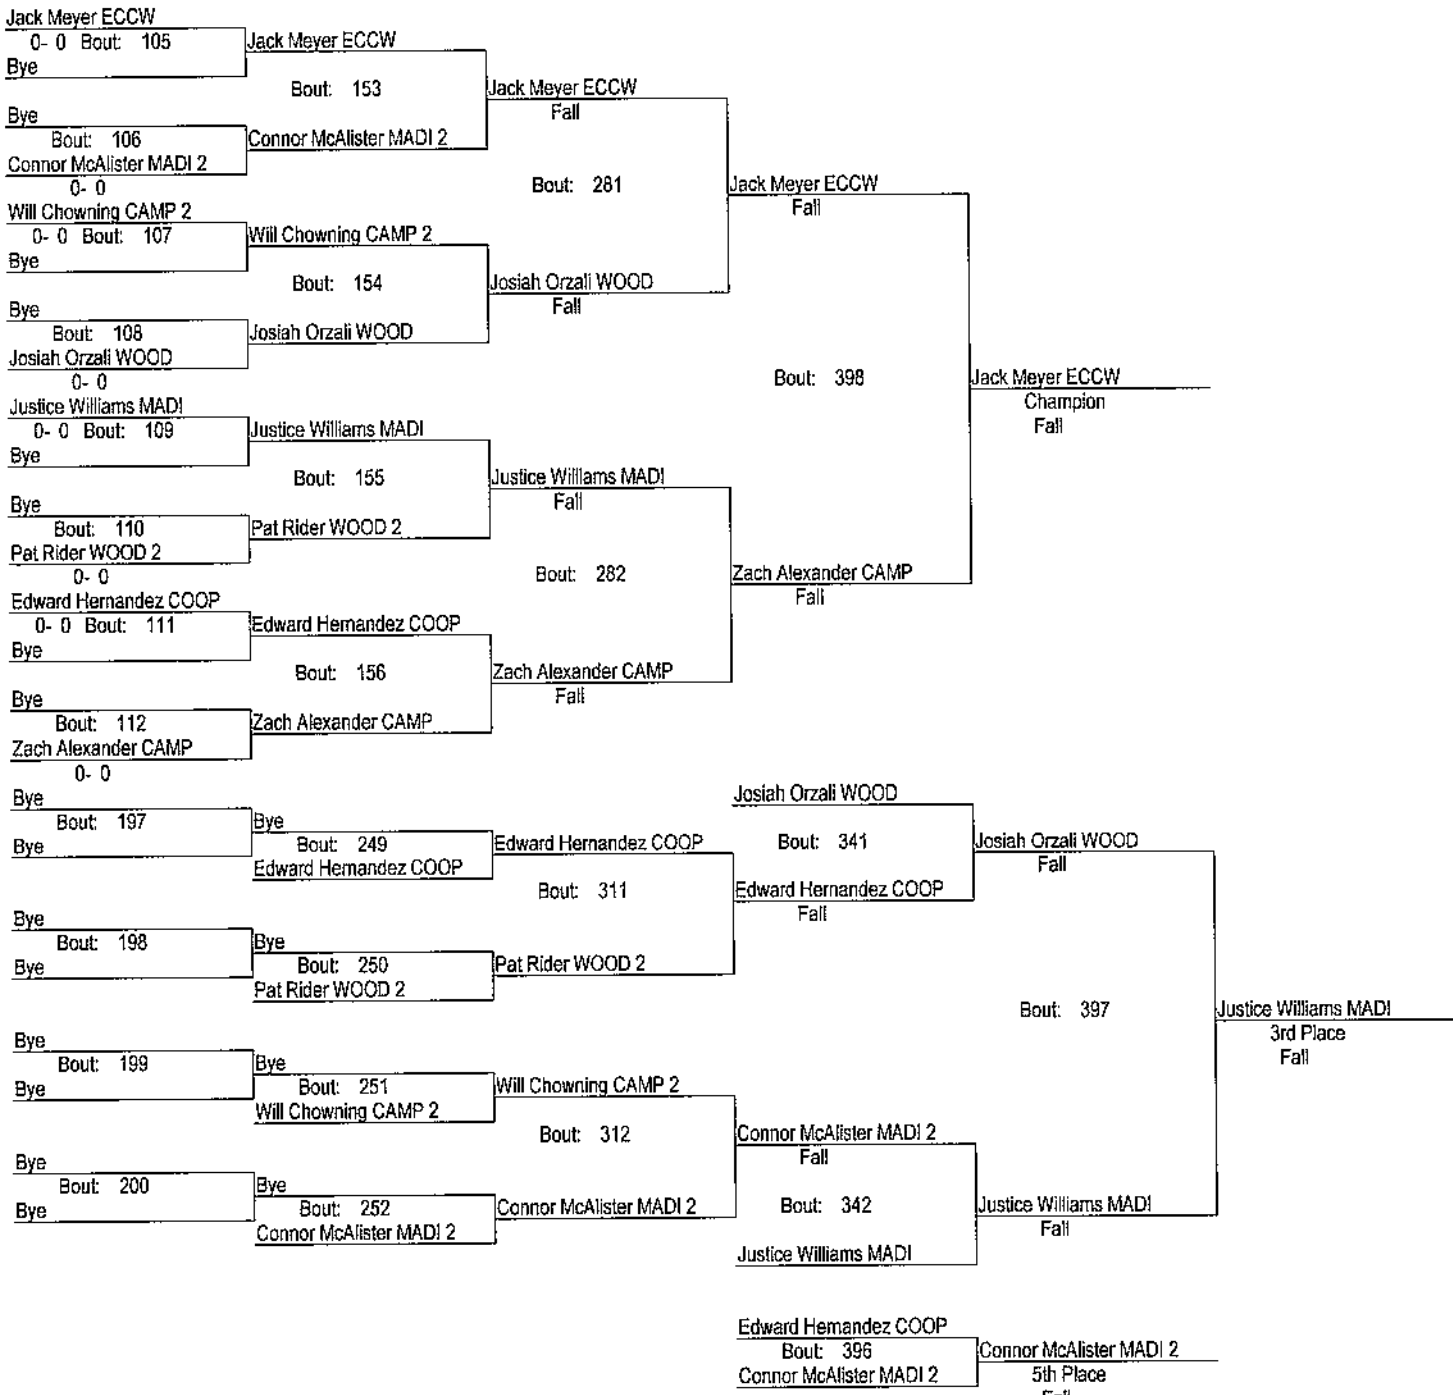 Jack Meyer ECCW
0- 0 Bout: 105
Bye
Jack Meyer ECCW
Bout: 153
Bye
Bout: 106
Connor McAlister MADI 2
0- 0
Connor McAlister MADI 2
Jack Meyer ECCW
Fall
Bout: 281
Will Chowning CAMP 2
0- 0 Bout: 107
Bye
Will Chowning CAMP 2
Bout: 154
Bye
Bout: 108
Josiah Orzali WOOD
0- 0
Josiah Orzali WOOD
Josiah Orzali WOOD
Fall
Jack Meyer ECCW
Fall
Bout: 398
Jack Meyer ECCW
Champion
Fall
Justice Williams MADI
0- 0 Bout: 109
Bye
Justice Williams MADI
Bout: 155
Bye
Bout: 110
Pat Rider WOOD 2
0- 0
Pat Rider WOOD 2
Justice Williams MADI
Fall
Bout: 282
Zach Alexander CAMP
Fall
Edward Hernandez COOP
0- 0 Bout: 111
Bye
Edward Hernandez COOP
Bout: 156
Bye
Bout: 112
Zach Alexander CAMP
0- 0
Zach Alexander CAMP
Zach Alexander CAMP
Fall
Bye
Bout: 197
Bye
Bye
Bout: 249
Edward Hernandez COOP
Edward Hernandez COOP
Bout: 311
Bye
Bout: 198
Bye
Bye
Bout: 250
Pat Rider WOOD 2
Pat Rider WOOD 2
Josiah Orzali WOOD
Bout: 341
Edward Hernandez COOP
Fall
Josiah Orzali WOOD
Fall
Bout: 397
Justice Williams MADI
3rd Place
Fall
Bye
Bout: 199
Bye
Bye
Bout: 251
Will Chowning CAMP 2
Will Chowning CAMP 2
Bout: 312
Bye
Bout: 200
Bye
Bye
Bout: 252
Connor McAlister MADI 2
Connor McAlister MADI 2
Connor McAlister MADI 2
Fall
Bout: 342
Justice Williams MADI
Justice Williams MADI
Fall
Edward Hernandez COOP
Bout: 396
Connor McAlister MADI 2
Connor McAlister MADI 2
5th Place
Fall